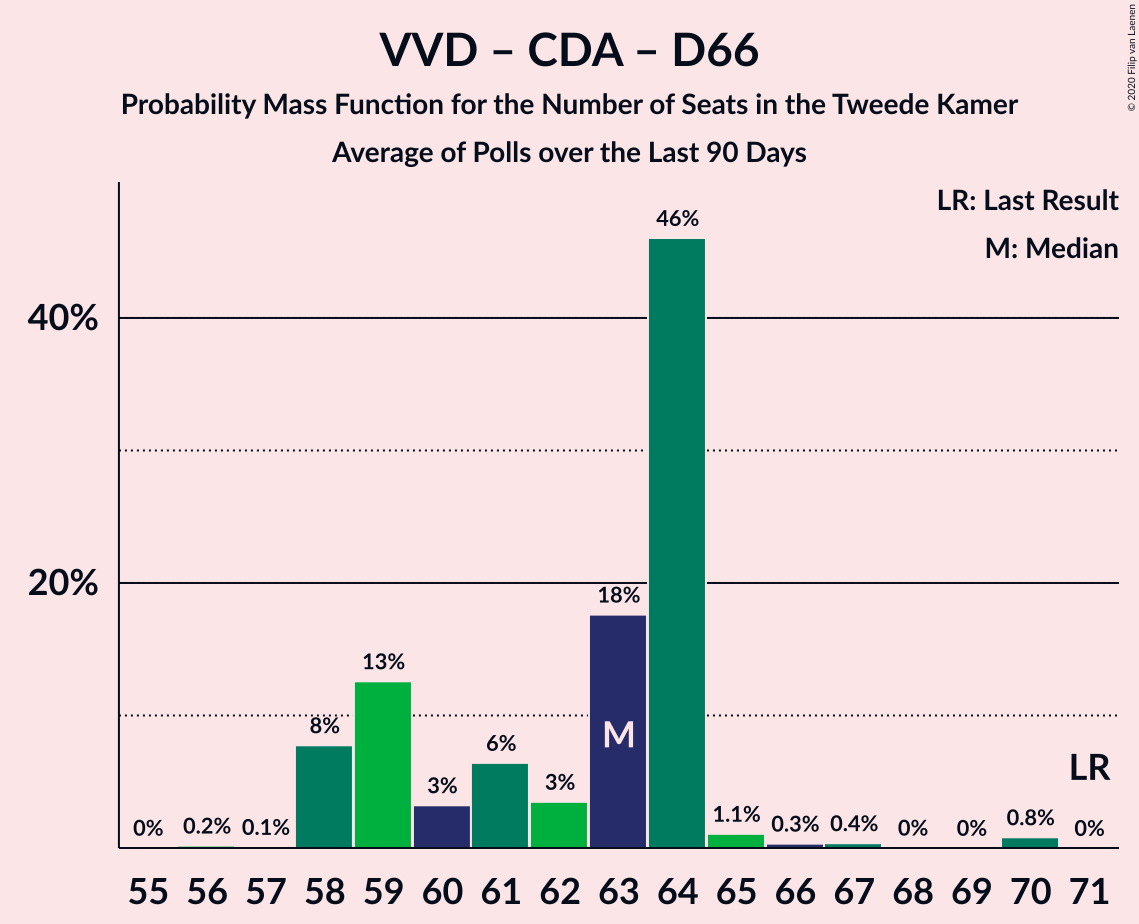 VVD – CDA – D66
Probability Mass Function for the Number of Seats in the Tweede Kamer
Average of Polls over the Last 90 Days
© 2020 Filip van Laenen
LR: Last Result
M: Median
40%
20%
0%
0.2%
0.1%
8%
13%
3%
6%
3%
18%
46%
1.1%
0.3%
0.4%
0%
0%
0.8%
0%
M
LR
55 56 57 58 59 60 61 62 63 64 65 66 67 68 69 70 71